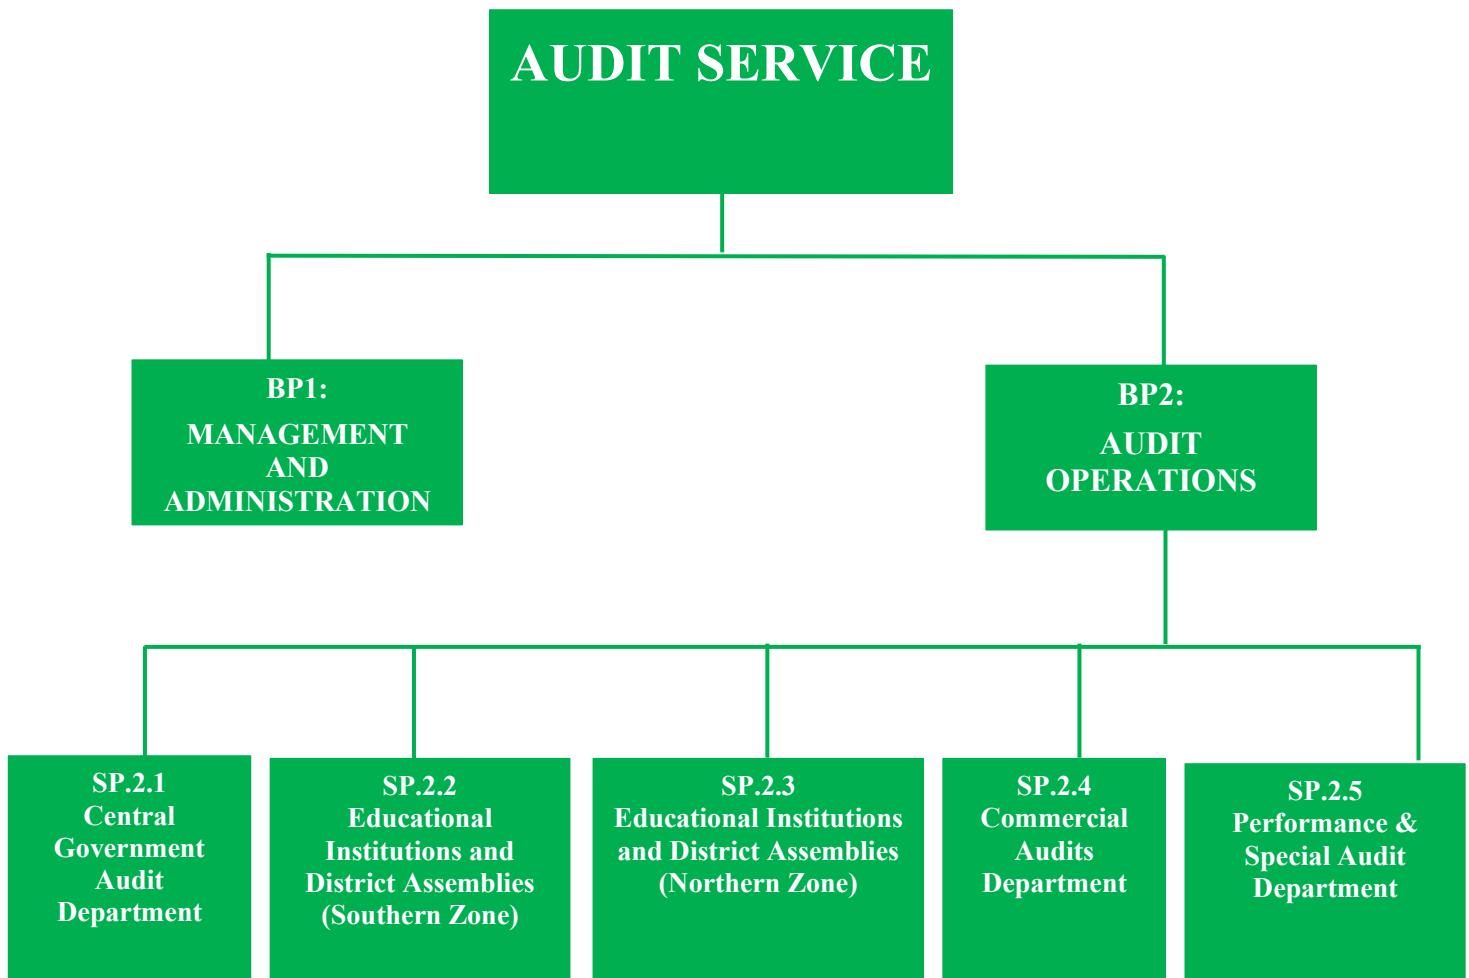 AUDIT SERVICE
BP1:
MANAGEMENT
AND
ADMINISTRATION
BP2:
AUDIT
OPERATIONS
SP.2.1
Central
Government
Audit
Department
SP.2.2
Educational
Institutions and
District Assemblies
(Southern Zone)
SP.2.3
Educational Institutions
and District Assemblies
(Northern Zone)
SP.2.4
Commercial
Audits
Department
SP.2.5
Performance &
Special Audit
Department